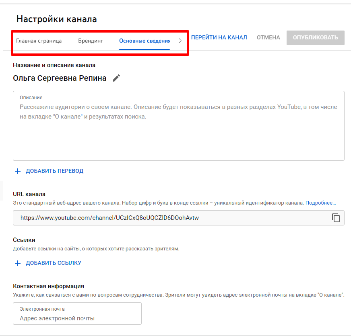 Настройки канала
Главная страница Брендинг Основные сведения ПЕРЕЙТИ НА КАНАЛ ОТМЕНА ОПУБЛИКОВАТЬ
Название и описание канала
Ольга Сергеевна Репина
Описание
Расскажите аудитории о своем канале. Описание будет показываться в разных разделах YouTube, в том числе
на вкладке "О канале" и результатах поиска.
+ ДОБАВИТЬ ПЕРЕВОД
URL канала
Это стандартный веб-адрес вашего канала. Набор цифр и букв в конце ссылки – уникальный идентификатор канала. Подробнее...
https://www.youtube.com/channel/
Ссылки
Добавьте ссылки на сайты, о которых хотите рассказать зрителям.
+ ДОБАВИТЬ ССЫЛКУ
Контактная информация
Укажите, как связаться с вами по вопросам сотрудничества. Зрители могут увидеть адрес электронной почты на вкладке "О канале".
Электронная почта
Адрес электронной почты